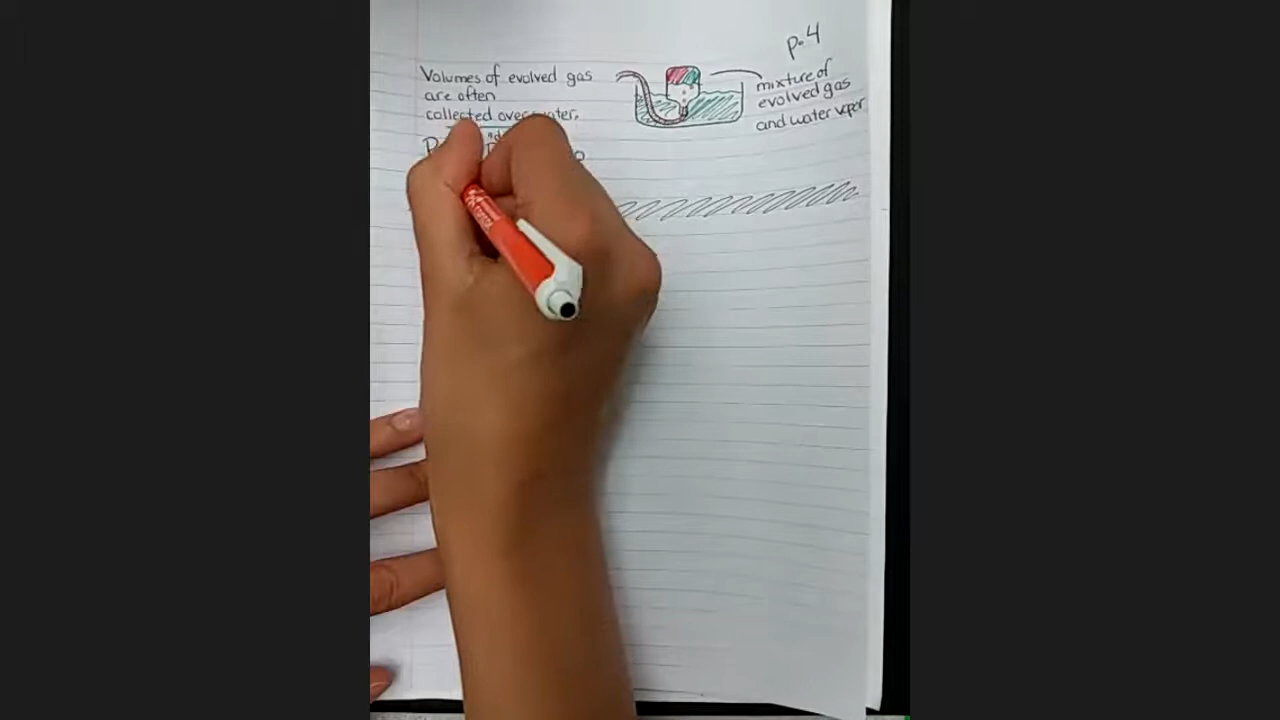 p.4
Volumes of evolved gas
are often
collected over water.
mixture of
evolved gas
and water vapor